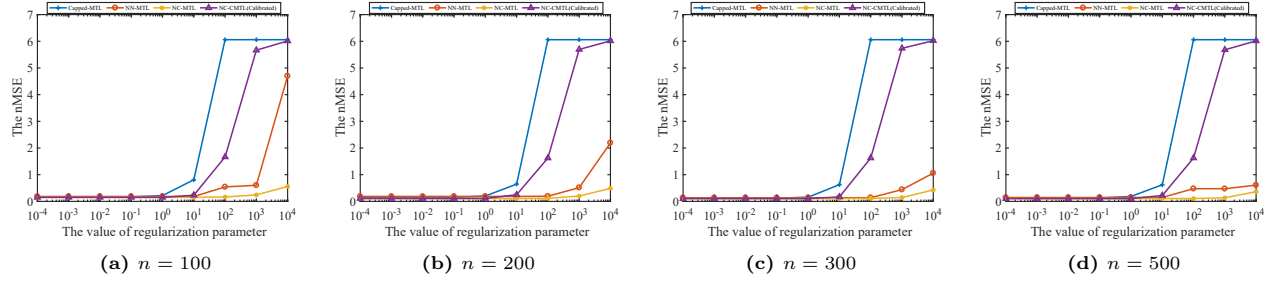 Capped-MTL NN-MTL NC-MTL NC-CMTL(Calibrated)
The nMSE
7
6
5
4
3
2
1
0
10^-4 10^-3 10^-2 10^-1 10^0 10^1 10^2 10^3 10^4
The value of regularization parameter
(a) n = 100
Capped-MTL NN-MTL NC-MTL NC-CMTL(Calibrated)
The nMSE
7
6
5
4
3
2
1
0
10^-4 10^-3 10^-2 10^-1 10^0 10^1 10^2 10^3 10^4
The value of regularization parameter
(b) n = 200
Capped-MTL NN-MTL NC-MTL NC-CMTL(Calibrated)
The nMSE
7
6
5
4
3
2
1
0
10^-4 10^-3 10^-2 10^-1 10^0 10^1 10^2 10^3 10^4
The value of regularization parameter
(c) n = 300
Capped-MTL NN-MTL NC-MTL NC-CMTL(Calibrated)
The nMSE
7
6
5
4
3
2
1
0
10^-4 10^-3 10^-2 10^-1 10^0 10^1 10^2 10^3 10^4
The value of regularization parameter
(d) n = 500